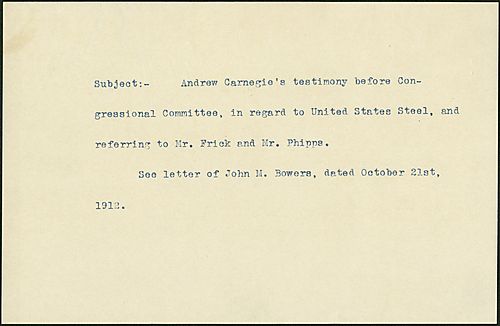 Subject:- Andrew Carnegie's testimony before Con-
gressional Committee, in regard to United States Steel, and
referring to Mr. Frick and Mr. Phipps.
See letter of John M. Bowers, dated October 21st,
1912.